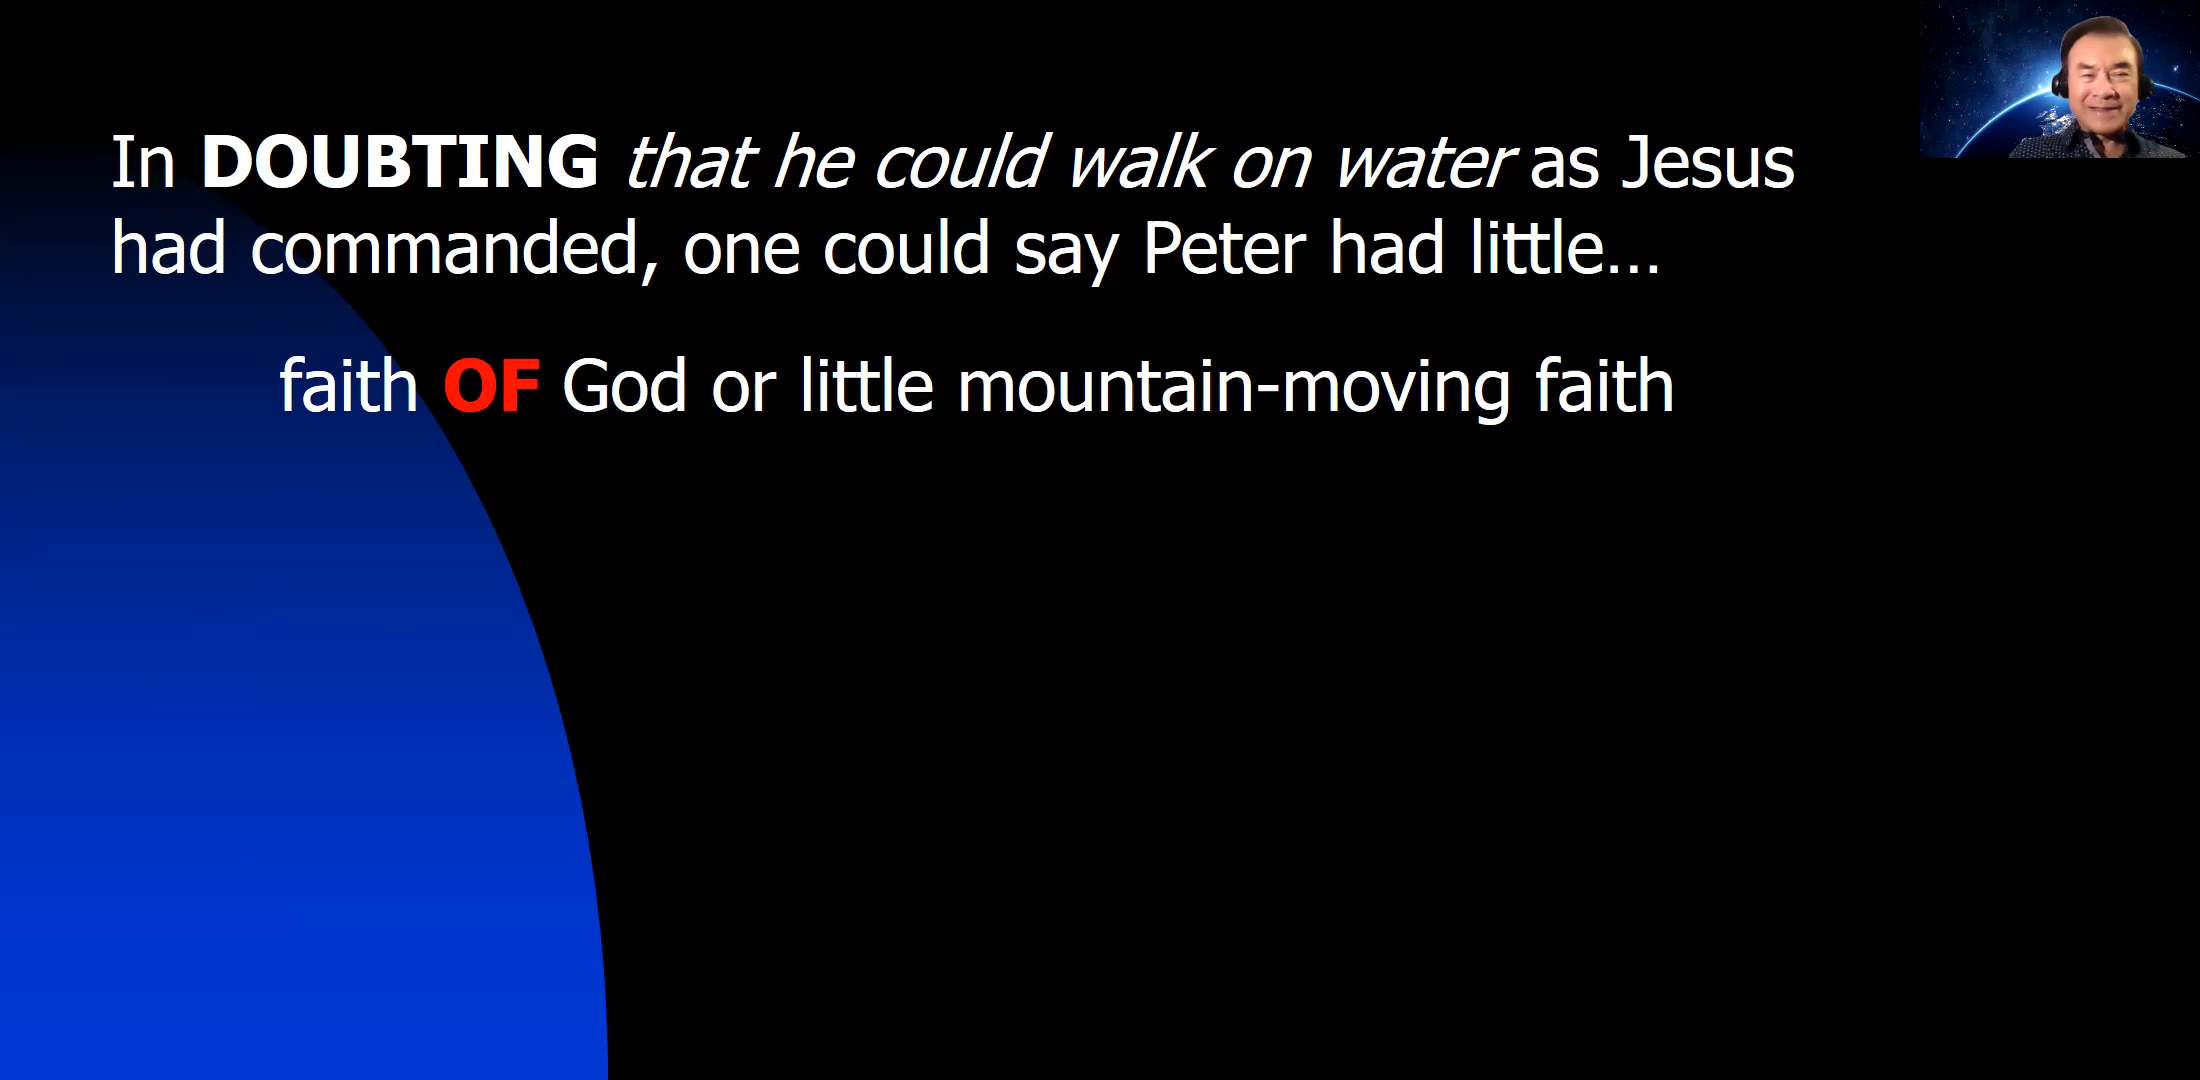 In DOUBTING that he could walk on water as Jesus
had commanded, one could say Peter had little…
faith OF God or little mountain-moving faith